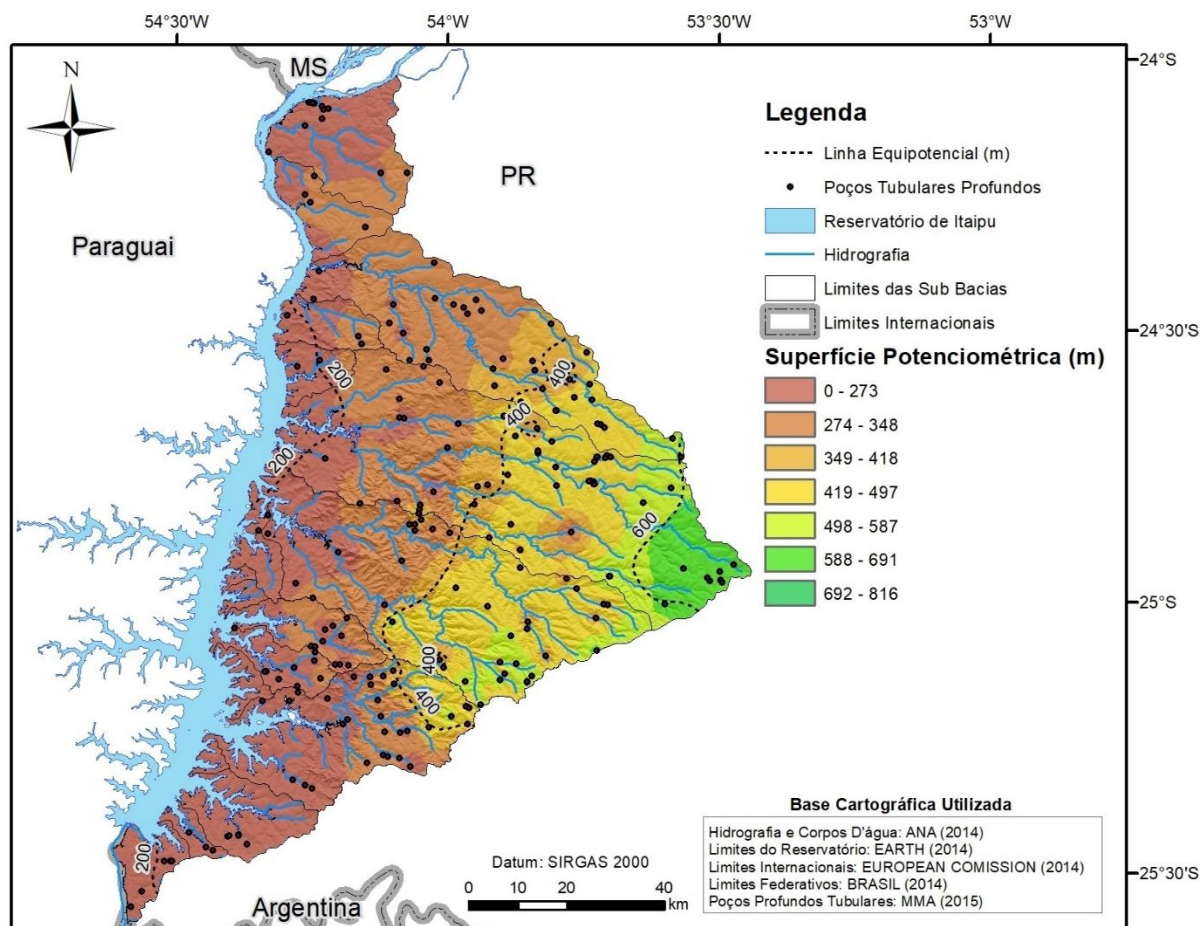 54°30'W
54°W
53°30'W
53°W
24°S
24°30'S
25°S
25°30'S
N
MS
PR
Paraguai
Argentina
200
200
200
400
400
400
400
600
Legenda
Linha Equipotencial (m)
Poços Tubulares Profundos
Reservatório de Itaipu
Hidrografia
Limites das Sub Bacias
Limites Internacionais
Superfície Potenciométrica (m)
0 - 273
274 - 348
349 - 418
419 - 497
498 - 587
588 - 691
692 - 816
Base Cartográfica Utilizada
Hidrografia e Corpos D'água: ANA (2014)
Limites do Reservatório: EARTH (2014)
Limites Internacionais: EUROPEAN COMISSION (2014)
Limites Federativos: BRASIL (2014)
Poços Profundos Tubulares: MMA (2015)
Datum: SIRGAS 2000
0 10 20 40
km